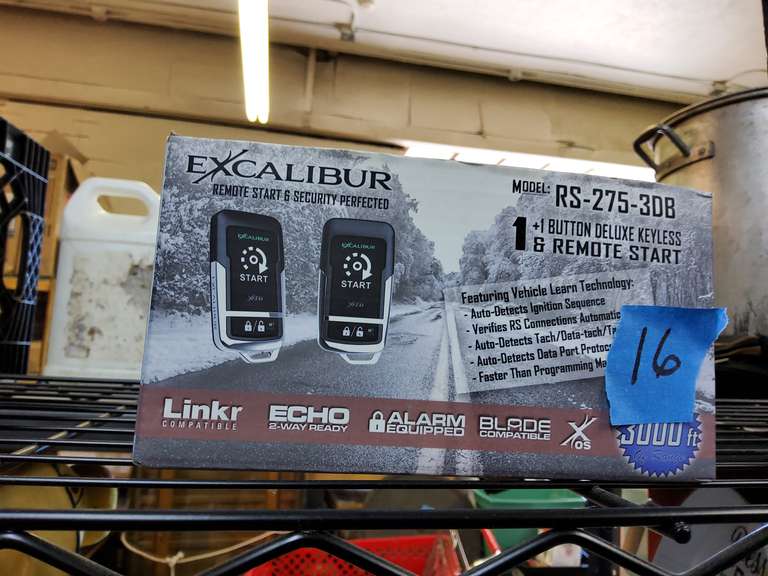 EXCALIBUR
REMOTE START & SECURITY PERFECTED
MODEL: RS-275-3DB
1 +1 BUTTON DELUXE KEYLESS
& REMOTE START
EXCALIBUR
START
EXCALIBUR
START
Featuring Vehicle Learn Technology:
- Auto-Detects Ignition Sequence
- Verifies RS Connections
- Auto-Detects Tach/Data-tach/
- Auto-Detects Data Port
- Faster Than Programming
16
Linkr
COMPATIBLE
ECHO
2-WAY READY
ALARM
EQUIPPED
BLADE
COMPATIBLE
X
OS
3000 ft